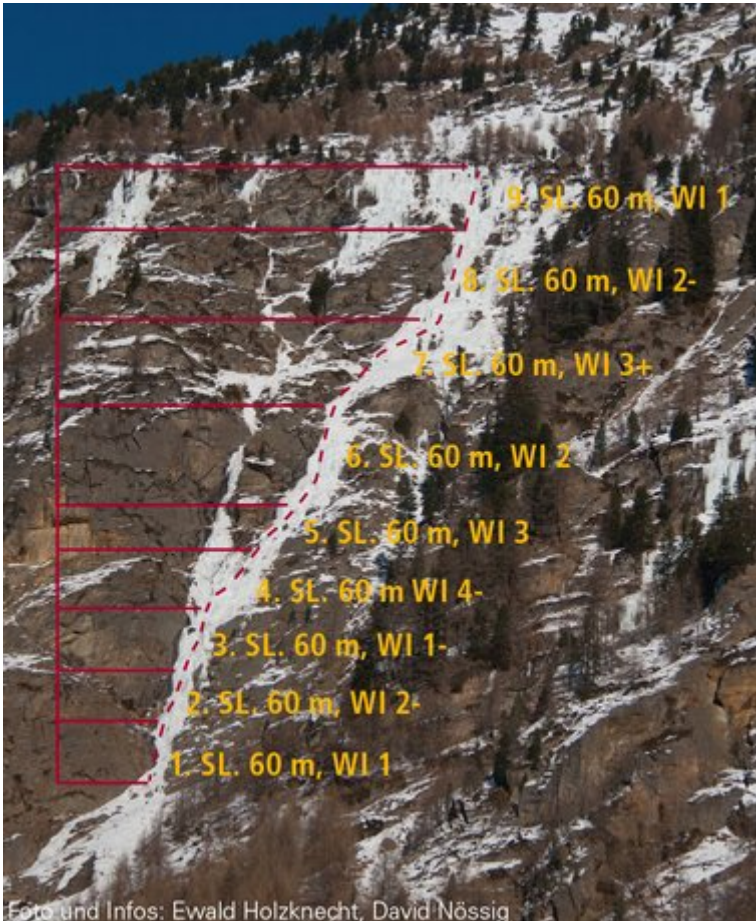 9. SL. 60 m, WI 1
8. SL. 60 m, WI 2-
7. SL. 60 m, WI 3+
6. SL. 60 m, WI 2
5. SL. 60 m, WI 3
4. SL. 60 m WI 4-
3. SL. 60 m, WI 1-
2. SL. 60 m, WI 2-
1. SL. 60 m, WI 1
Foto und Infos: Ewald Holzknecht, David Nössig